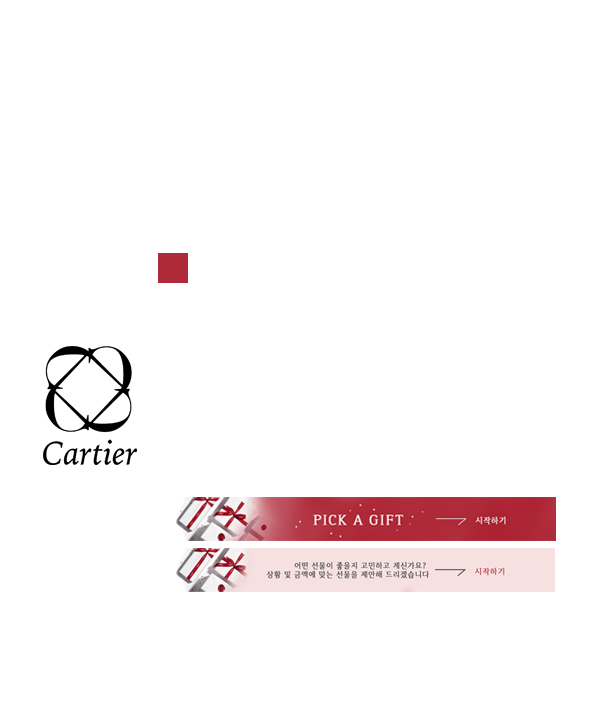 Cartier
PICK A GIFT
시작하기
어떤 선물이 좋을지 고민하고 계신가요?
상황 및 금액에 맞는 선물을 제안해 드리겠습니다
시작하기